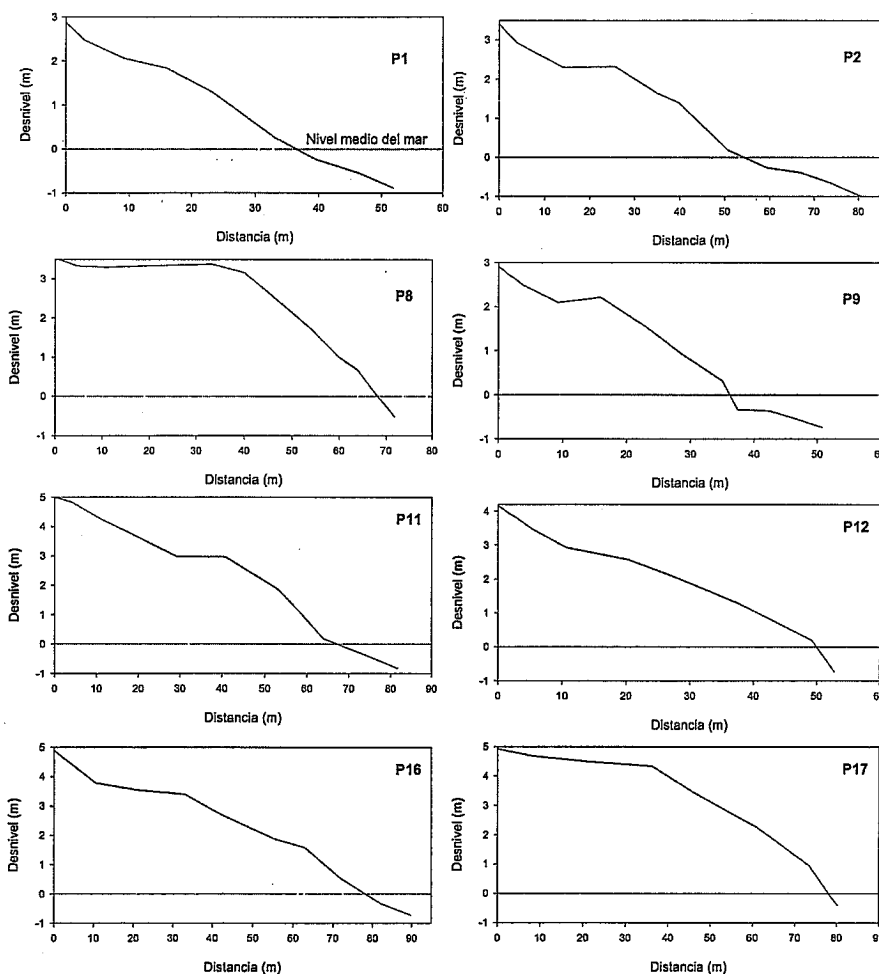 P1
Desnivel (m)
3
2
1
0
-1
Nivel medio del mar
0 10 20 30 40 50 60
Distancia (m)
P2
Desnivel (m)
3
2
1
0
-1
0 10 20 30 40 50 60 70 80
Distancia (m)
P8
Desnivel (m)
3
2
1
0
-1
0 10 20 30 40 50 60 70 80
Distancia (m)
P9
Desnivel (m)
3
2
1
0
-1
0 10 20 30 40 50
Distancia (m)
P11
Desnivel (m)
5
4
3
2
1
0
-1
0 10 20 30 40 50 60 70 80 90
Distancia (m)
P12
Desnivel (m)
4
3
2
1
0
-1
0 10 20 30 40 50
Distancia (m)
P16
Desnivel (m)
5
4
3
2
1
0
-1
0 10 20 30 40 50 60 70 80 90
Distancia (m)
P17
Desnivel (m)
5
4
3
2
1
0
-1
0 10 20 30 40 50 60 70 80
Distancia (m)